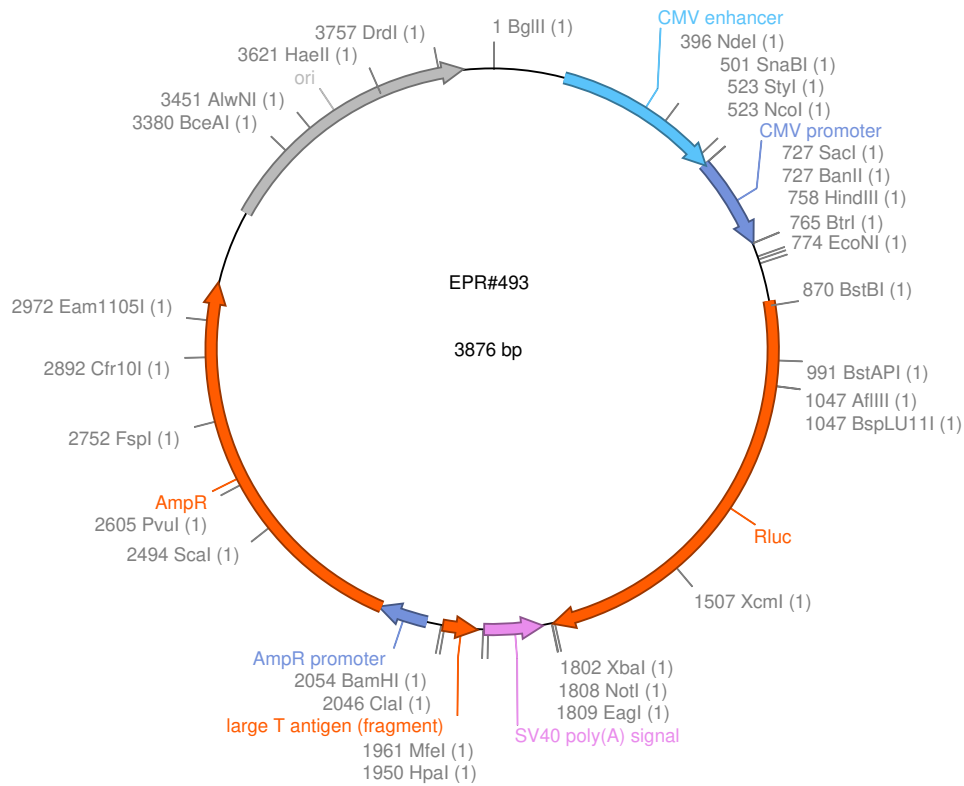 1 BglII (1)
CMV enhancer
396 NdeI (1)
501 SnaBI (1)
523 StyI (1)
523 NcoI (1)
CMV promoter
727 SacI (1)
727 BanII (1)
758 HindIII (1)
765 BtrI (1)
774 EcoNI (1)
870 BstBI (1)
991 BstAPI (1)
1047 AflIII (1)
1047 BspLU11I (1)
Rluc
1507 XcmI (1)
1802 XbaI (1)
1808 NotI (1)
1809 EagI (1)
SV40 poly(A) signal
1950 HpaI (1)
1961 MfeI (1)
large T antigen (fragment)
2046 ClaI (1)
2054 BamHI (1)
AmpR promoter
2494 ScaI (1)
2605 PvuI (1)
AmpR
2752 FspI (1)
2892 Cfr10I (1)
2972 Eam1105I (1)
3380 BceAI (1)
3451 AlwNI (1)
ori
3621 HaeII (1)
3757 DrdI (1)
EPR#493
3876 bp